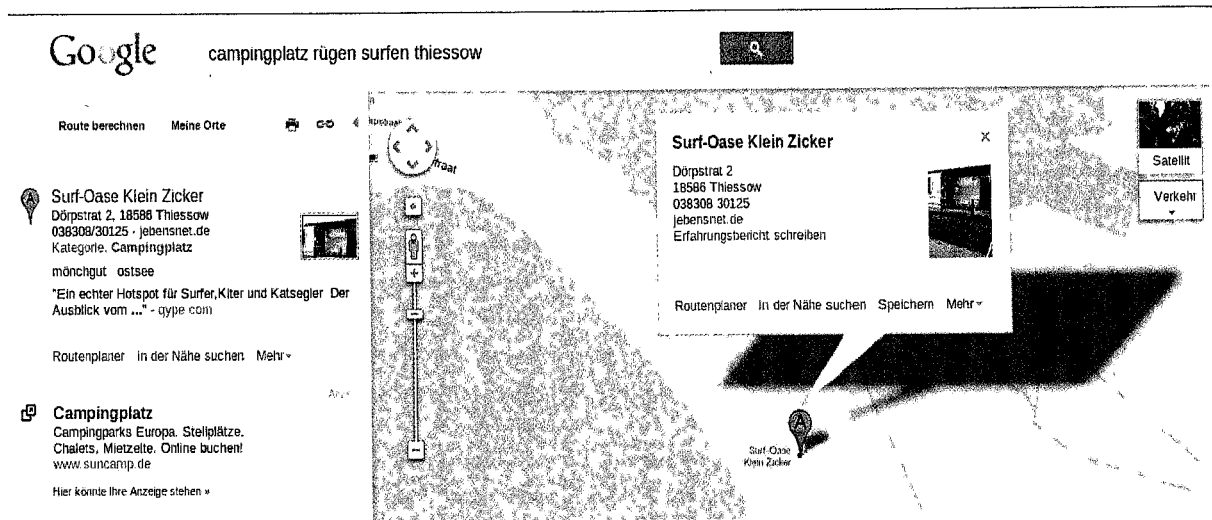 Google
campingplatz rügen surfen thiessow
Route berechnen Meine Orte
Surf-Oase Klein Zicker
Dörpstrat 2, 18586 Thiessow
038308/30125 · jebensnet.de
Kategorie: Campingplatz
mönchgut ostsee
"Ein echter Hotspot für Surfer,Kiter und Katsegler Der
Ausblick vom ..." - qype com
Routenplaner In der Nähe suchen Mehr
Campingplatz
Campingparks Europa. Stellplätze.
Chalets, Mietzelte. Online buchen!
www.suncamp.de
Hier könnte Ihre Anzeige stehen »
Surf-Oase Klein Zicker
Dörpstrat 2
18586 Thiessow
038308 30125
jebensnet.de
Erfahrungsbericht schreiben
Routenplaner In der Nähe suchen Speichern Mehr
Satellit
Verkehr
A
Surf-Oase
Klein Zicker